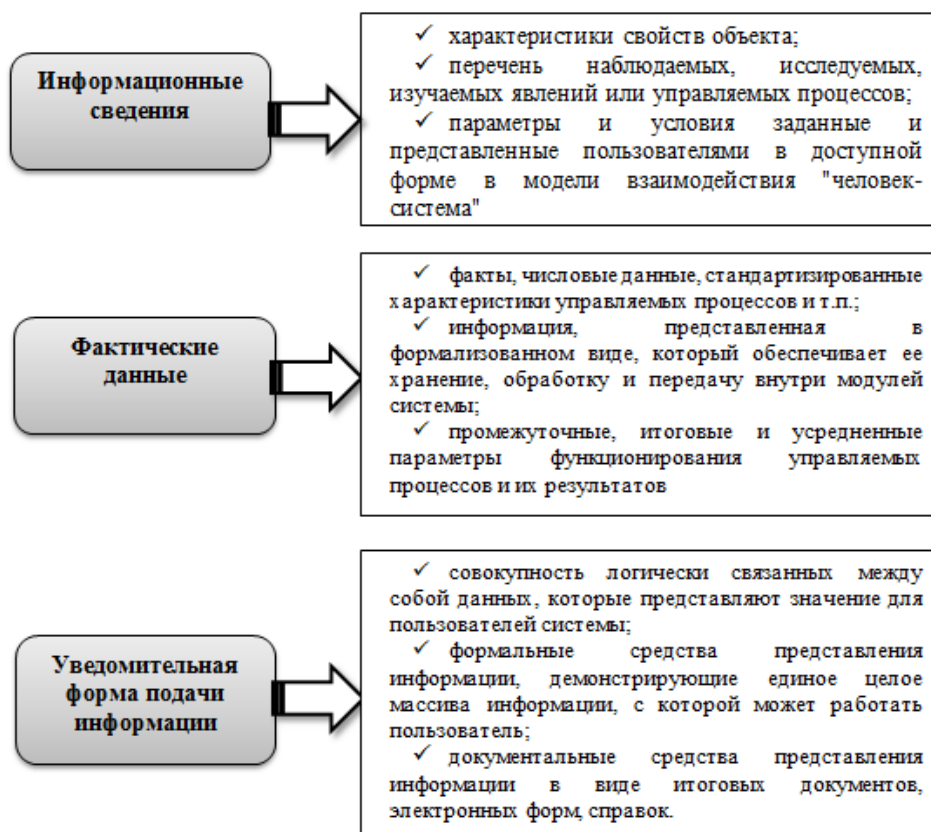 Информационные
сведения
✓ характеристики свойств объекта;
✓ перечень наблюдаемых, исследуемых,
изучаемых явлений или управляемых процессов;
✓ параметры и условия заданные и
представленные пользователями в доступной
форме в модели взаимодействия "человек-
система"
Фактические
данные
✓ факты, числовые данные, стандартизированные
характеристики управляемых процессов и т.п.;
✓ информация, представленная в
формализованном виде, который обеспечивает ее
хранение, обработку и передачу внутри модулей
системы;
✓ промежуточные, итоговые и усредненные
параметры функционирования управляемых
процессов и их результатов
Уведомительная
форма подачи
информации
✓ совокупность логически связанных между
собой данных, которые представляют значение для
пользователей системы;
✓ формальные средства представления
информации, демонстрирующие единое целое
массива информации, с которой может работать
пользователь;
✓ документальные средства представления
информации в виде итоговых документов,
электронных форм, справок.